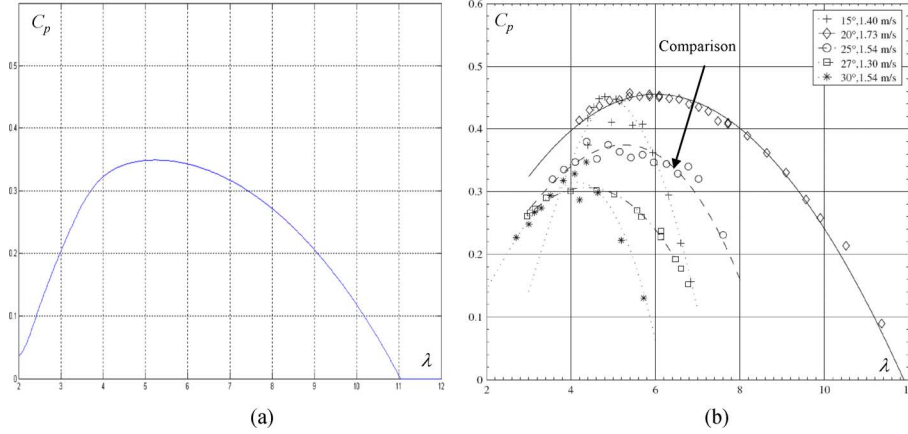 C_p
0.5
0.4
0.3
0.2
0.1
0
2
3
4
5
6
7
8
9
10
11
12
λ
(a)
0.6
C_p
0.5
0.4
0.3
0.2
0.1
0
2
4
6
8
10
λ
Comparison
15°,1.40 m/s
20°,1.73 m/s
25°,1.54 m/s
27°,1.30 m/s
30°,1.54 m/s
(b)